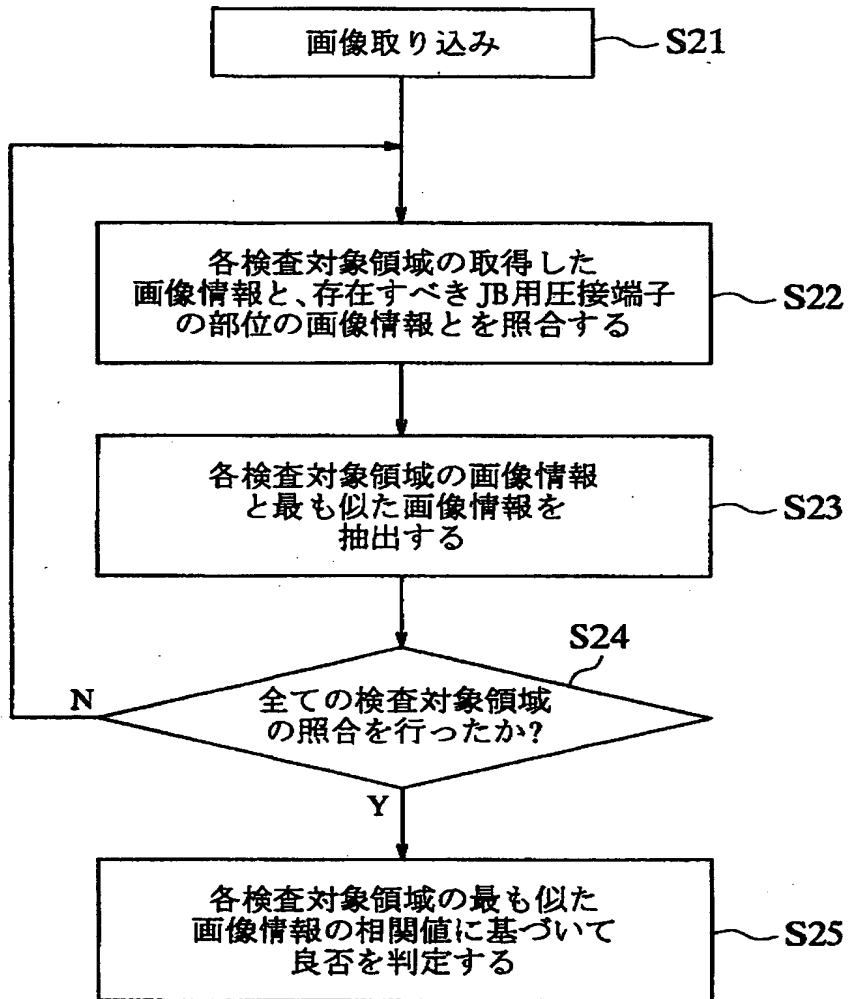 画像取り込み
S21
各検査対象領域の取得した
画像情報と、存在すべきJB用圧接端子
の部位の画像情報とを照合する
S22
各検査対象領域の画像情報
と最も似た画像情報を
抽出する
S23
S24
全ての検査対象領域
の照合を行ったか?
N
Y
各検査対象領域の最も似た
画像情報の相関値に基づいて
良否を判定する
S25